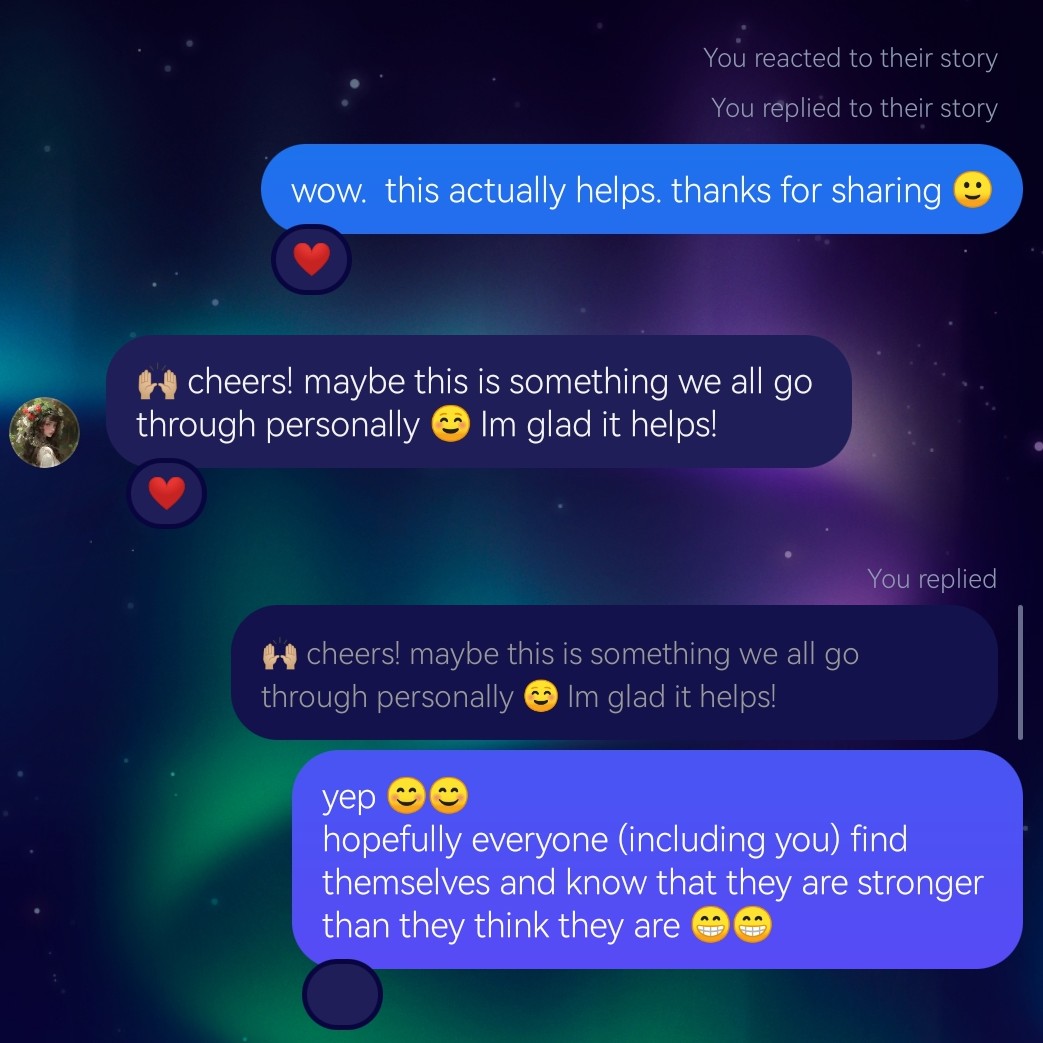 You reacted to their story
You replied to their story
wow.  this actually helps. thanks for sharing 🙂
❤️
🙌🏼 cheers! maybe this is something we all go
through personally ☺️ Im glad it helps!
❤️
You replied
🙌🏼 cheers! maybe this is something we all go
through personally ☺️ Im glad it helps!
yep 😊😊
hopefully everyone (including you) find
themselves and know that they are stronger
than they think they are 😁😁